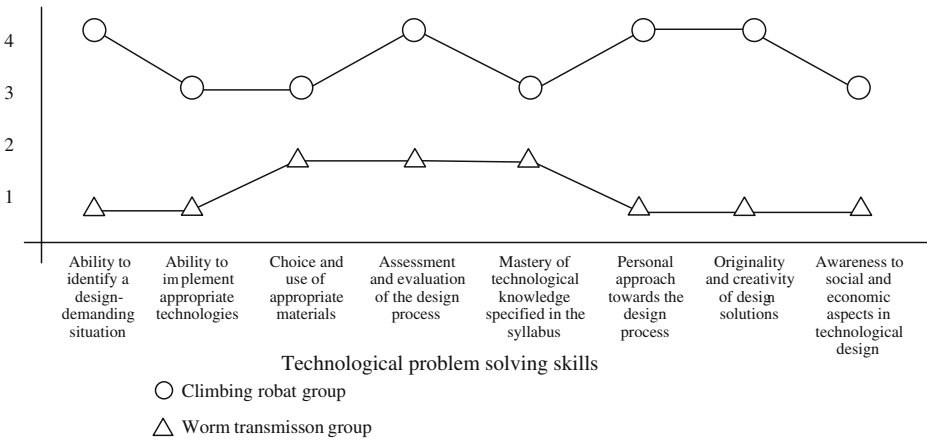 4
3
2
1
Ability to
identify a
design-
demanding
situation
Ability to
implement
appropriate
technologies
Choice and
use of
appropriate
materials
Assessment
and evaluation
of the design
process
Mastery of
technological
knowledge
specified in the
syllabus
Personal
approach
towards the
design
process
Originality
and creativity
of design
solutions
Awareness to
social and
economic
aspects in
technological
design
Technological problem solving skills
Climbing robat group
Worm transmisson group